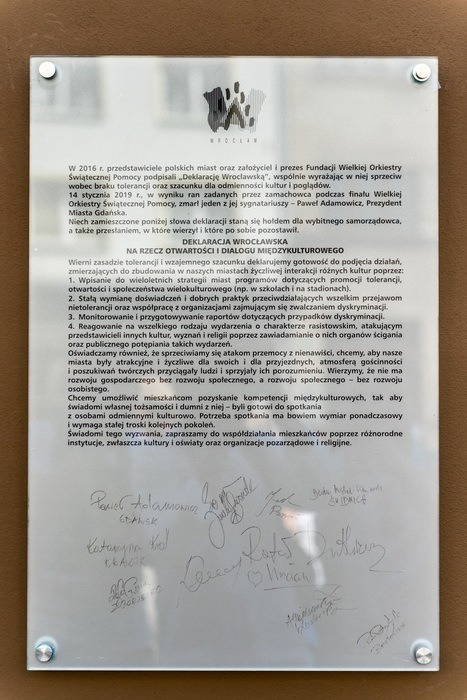 WROCŁAW
W 2016 r. przedstawiciele polskich miast oraz założyciel i prezes Fundacji Wielkiej Orkiestry
Świątecznej Pomocy podpisali „Deklarację Wrocławską”, wspólnie wyrażając w niej sprzeciw
wobec braku tolerancji oraz szacunku dla odmienności kultur i poglądów.
14 stycznia 2019 r., w wyniku ran zadanych przez zamachowca podczas finału Wielkiej
Orkiestry Świątecznej Pomocy, zmarł jeden z jej sygnatariuszy – Paweł Adamowicz, Prezydent
Miasta Gdańska.
Niech zamieszczone poniżej słowa deklaracji staną się hołdem dla wybitnego samorządowca,
a także przesłaniem, w które wierzył i które po sobie pozostawił.
DEKLARACJA WROCŁAWSKA
NA RZECZ OTWARTOŚCI I DIALOGU MIĘDZYKULTUROWEGO
Wierni zasadzie tolerancji i wzajemnego szacunku deklarujemy gotowość do podjęcia działań,
zmierzających do zbudowania w naszych miastach życzliwej interakcji różnych kultur poprzez:
1. Wpisanie do wieloletnich strategii miast programów dotyczących promocji tolerancji,
otwartości i społeczeństwa wielokulturowego (np. w szkołach i na stadionach).
2. Stałą wymianę doświadczeń i dobrych praktyk przeciwdziałających wszelkim przejawom
nietolerancji oraz współpracę z organizacjami zajmującym się zwalczaniem dyskryminacji.
3. Monitorowanie i przygotowywanie raportów dotyczących przypadków dyskryminacji.
4. Reagowanie na wszelkiego rodzaju wydarzenia o charakterze rasistowskim, atakującym
przedstawicieli innych kultur, wyznań i religii poprzez zawiadamianie o nich organów ścigania
oraz publicznego potępiania takich wydarzeń.
Oświadczamy również, że sprzeciwiamy się atakom przemocy z nienawiści, chcemy, aby nasze
miasta były atrakcyjne i życzliwe dla swoich i dla przyjezdnych, atmosferą gościnności
i poszukiwań twórczych przyciągały ludzi i sprzyjały ich porozumieniu. Wierzymy, że nie ma
rozwoju gospodarczego bez rozwoju społecznego, a rozwoju społecznego – bez rozwoju
osobistego.
Chcemy umożliwić mieszkańcom pozyskanie kompetencji międzykulturowych, tak aby
świadomi własnej tożsamości i dumni z niej – byli gotowi do spotkania
z osobami odmiennymi kulturowo. Potrzeba spotkania ma bowiem wymiar ponadczasowy
i wymaga stałej troski kolejnych pokoleń.
Świadomi tego wyzwania, zapraszamy do współdziałania mieszkańców poprzez różnorodne
instytucje, zwłaszcza kultury i oświaty oraz organizacje pozarządowe i religijne.
Paweł Adamowicz
GDAŃSK
ŚWIDNICA
Katarzyna Król
KRAKÓW
Rafał Dutkiewicz